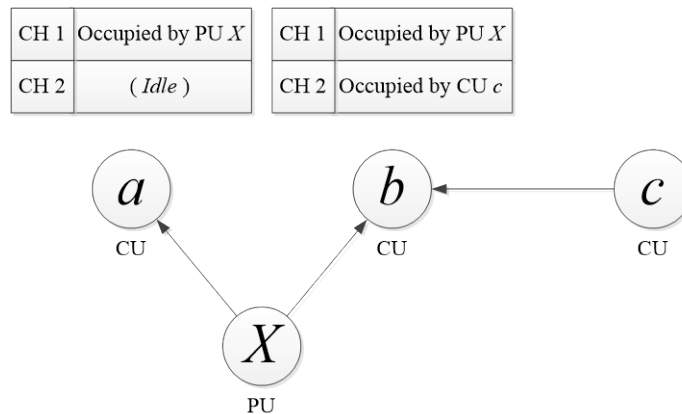 CH 1 Occupied by PU X
CH 2 ( Idle )
CH 1 Occupied by PU X
CH 2 Occupied by CU c
a
b
c
CU
CU
CU
X
PU